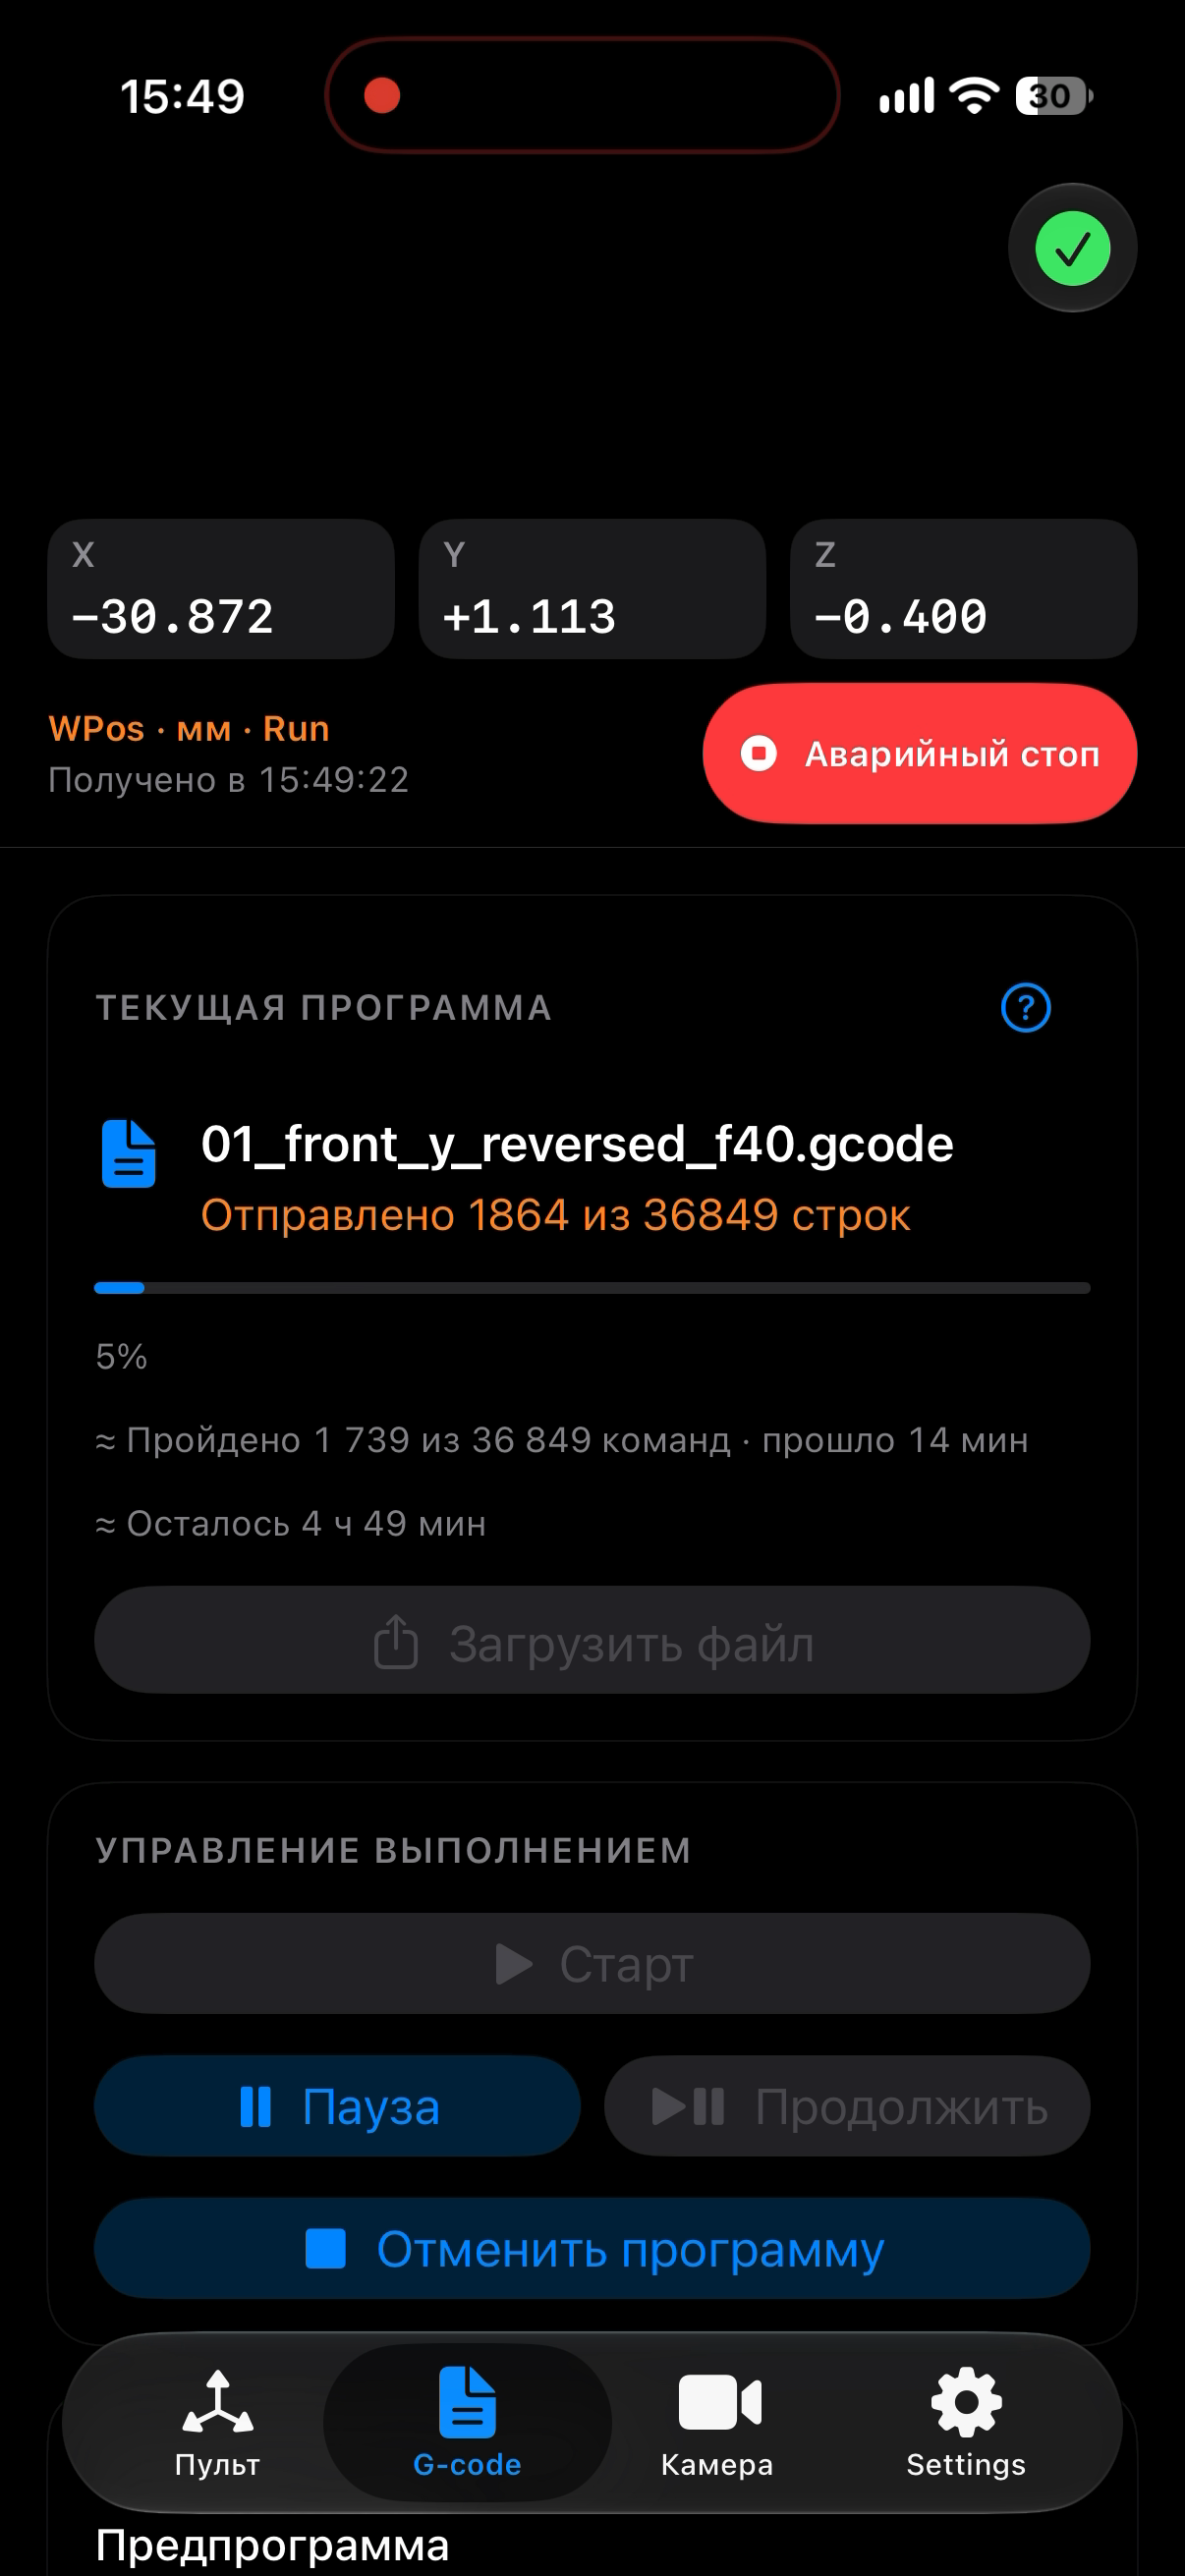 15:49
30
X
Y
Z
−30.872
+1.113
−0.400
WPos · мм · Run
Получено в 15:49:22
Аварийный стоп
ТЕКУЩАЯ ПРОГРАММА
?
01_front_y_reversed_f40.gcode
Отправлено 1864 из 36849 строк
5%
≈ Пройдено 1 739 из 36 849 команд · прошло 14 мин
≈ Осталось 4 ч 49 мин
Загрузить файл
УПРАВЛЕНИЕ ВЫПОЛНЕНИЕМ
Старт
Пауза
Продолжить
Отменить программу
Пульт
G-code
Камера
Settings
Предпрограмма